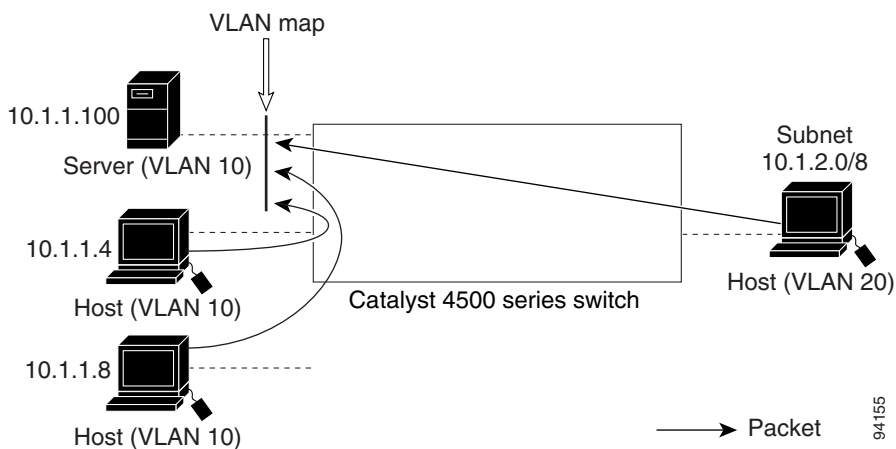 VLAN map
10.1.1.100
Server (VLAN 10)
Subnet
10.1.2.0/8
10.1.1.4
Host (VLAN 10)
Host (VLAN 20)
Catalyst 4500 series switch
10.1.1.8
Host (VLAN 10)
Packet
94155